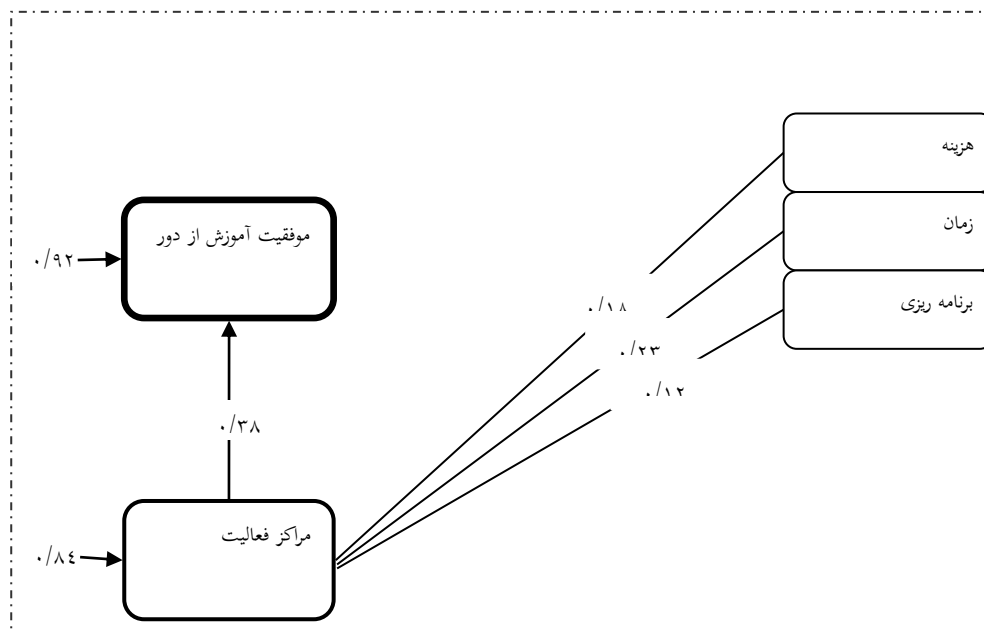 هزینه
زمان
برنامه ریزی
موفقیت آموزش از دور
۰/۹۲
۰/۱۸
۰/۲۳
۰/۱۲
۰/۳۸
مراکز فعالیت
۰/۸٤